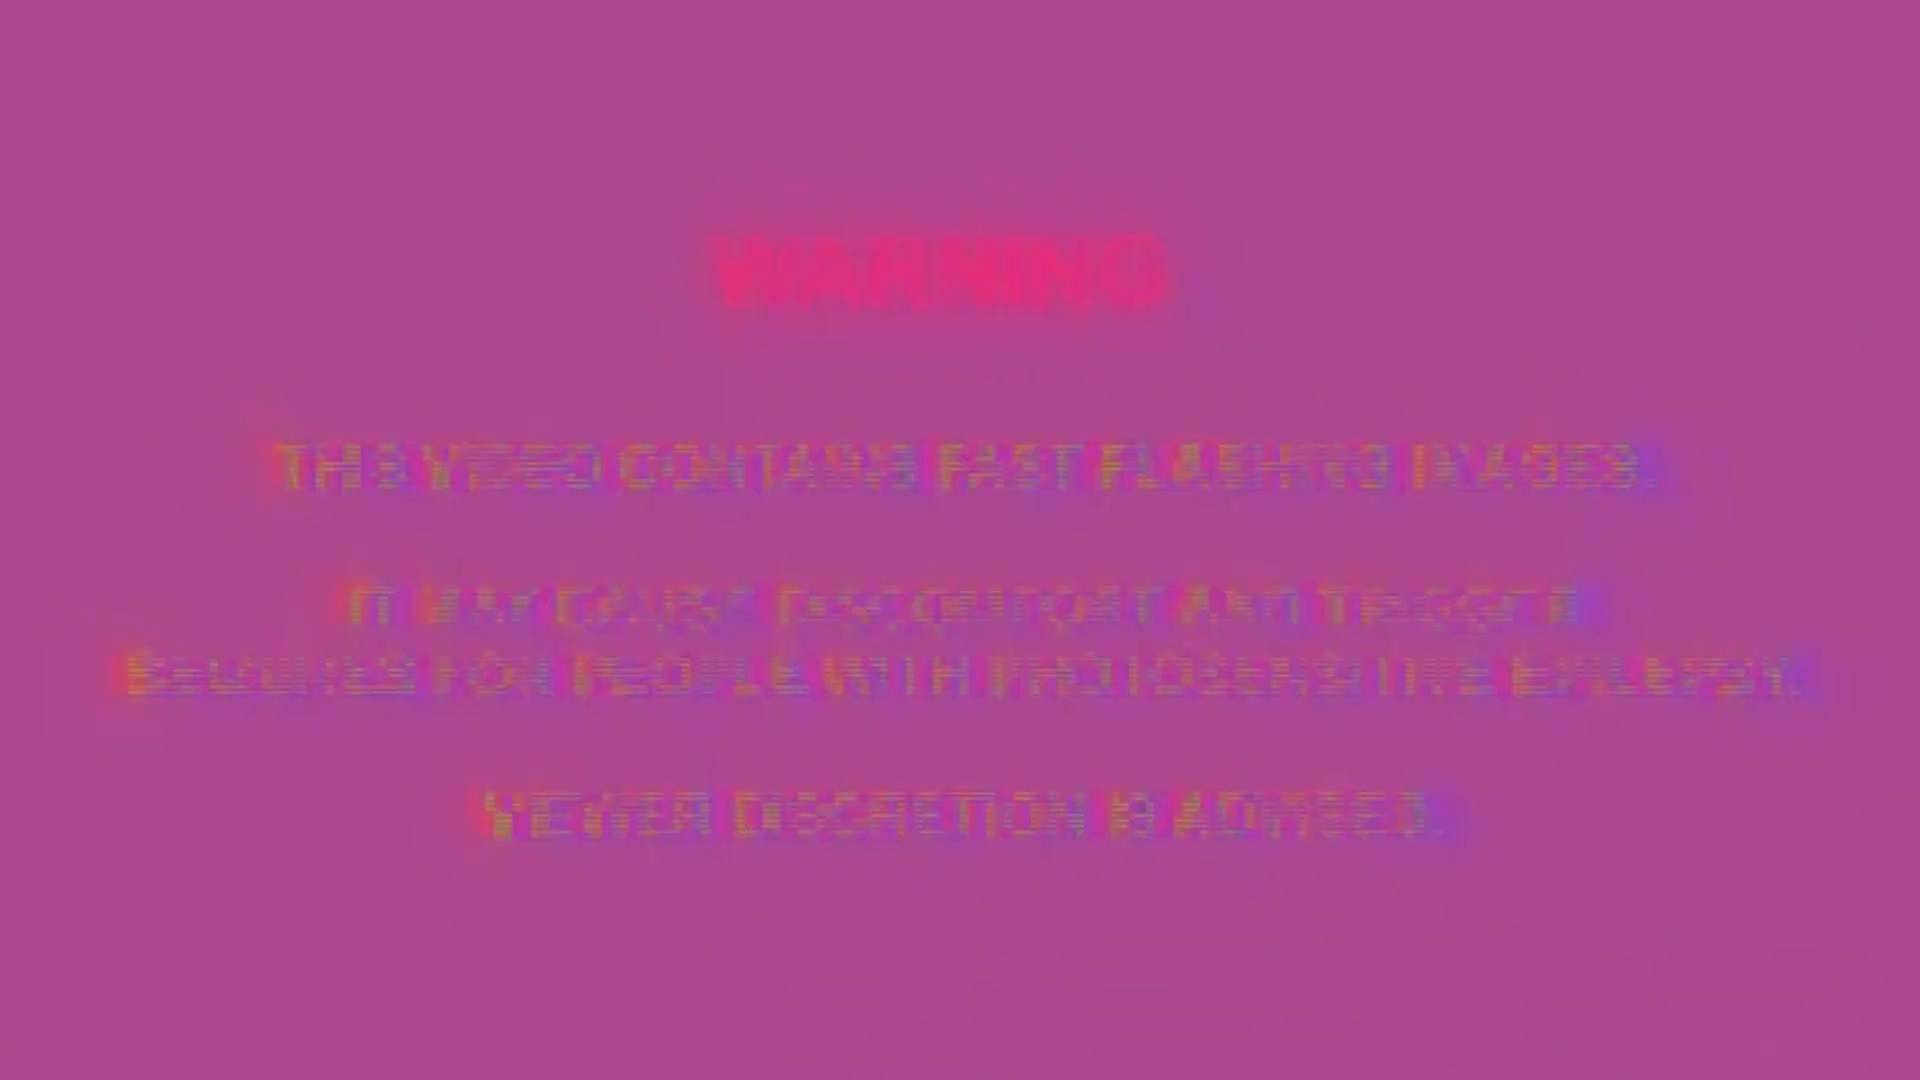 WARNING
THIS VIDEO CONTAINS FAST FLASHING IMAGES.
IT MAY CAUSE DISCOMFORT AND TRIGGER
SEIZURES FOR PEOPLE WITH PHOTOSENSITIVE EPILEPSY.
VIEWER DISCRETION IS ADVISED.